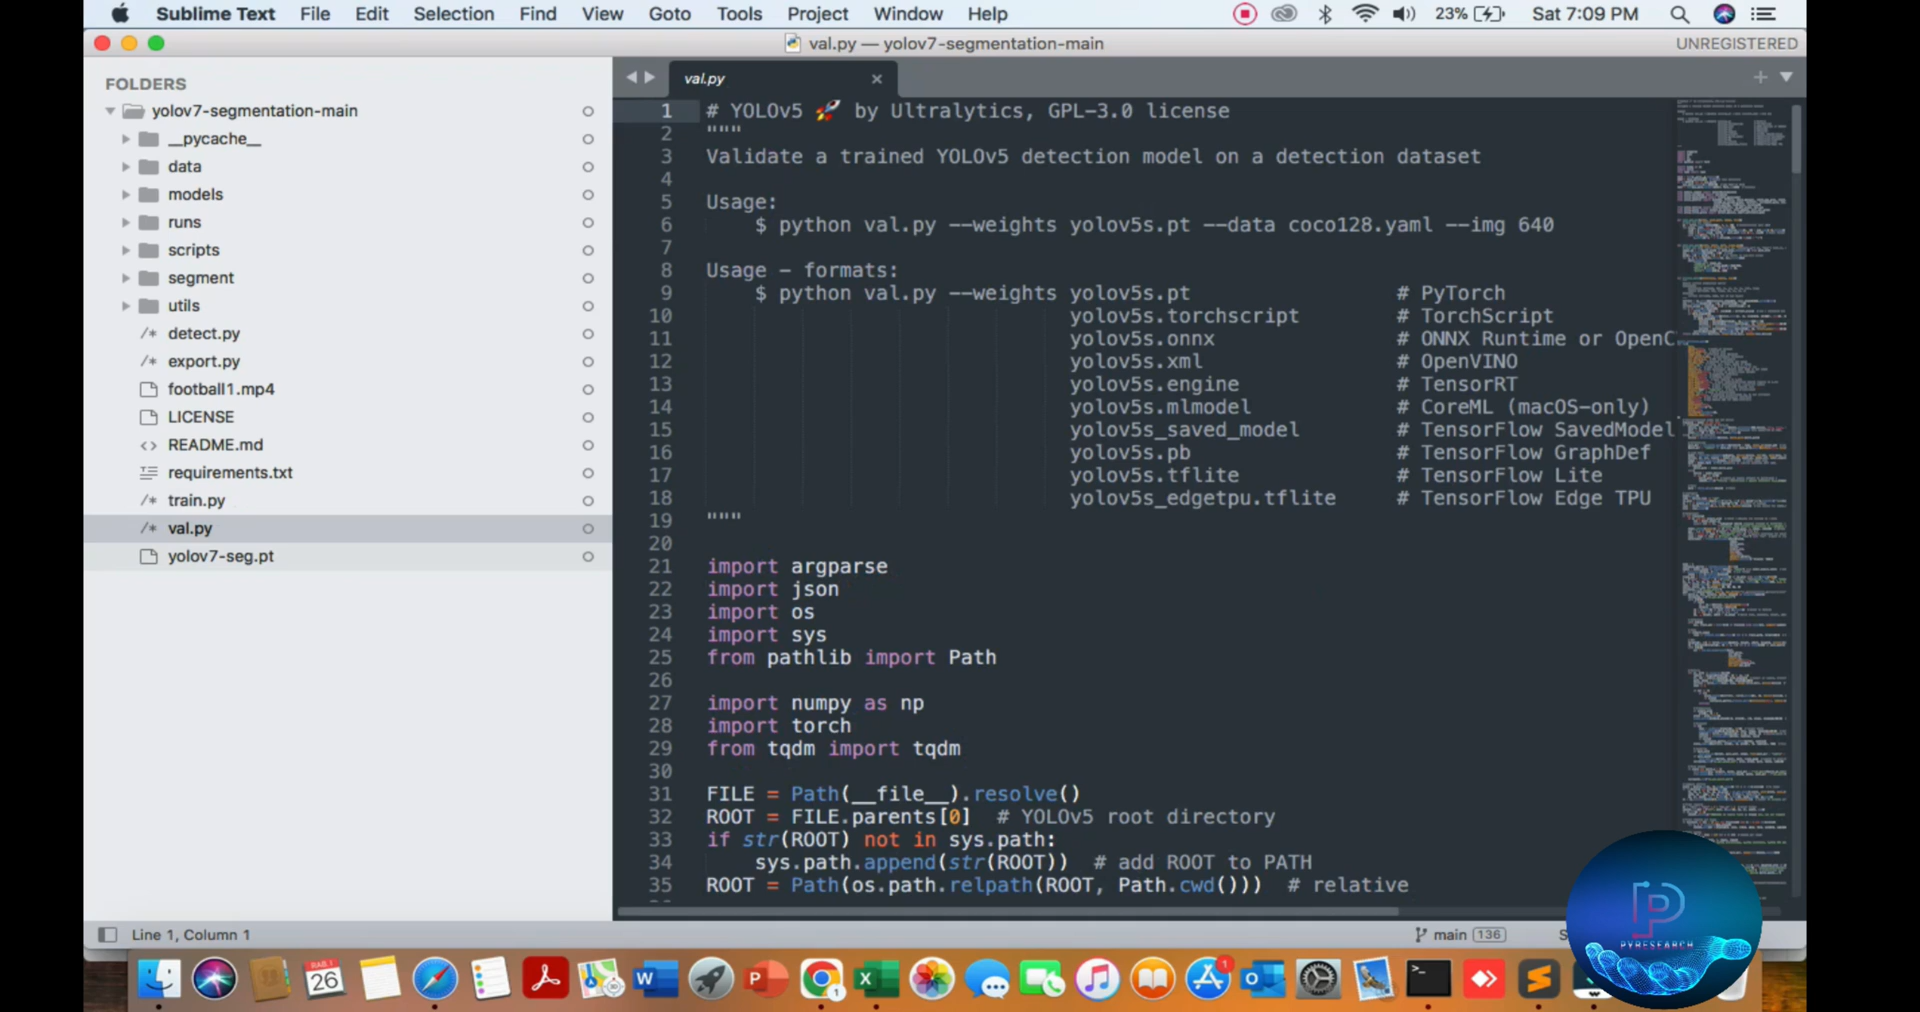 Sublime Text File Edit Selection Find View Goto Tools Project Window Help 23% Sat 7:09 PM
val.py — yolov7-segmentation-main UNREGISTERED
FOLDERS
yolov7-segmentation-main
__pycache__
data
models
runs
scripts
segment
utils
/* detect.py
/* export.py
football1.mp4
LICENSE
<> README.md
requirements.txt
/* train.py
/* val.py
yolov7-seg.pt
val.py
1 # YOLOv5 🚀 by Ultralytics, GPL-3.0 license
2 """
3 Validate a trained YOLOv5 detection model on a detection dataset
4
5 Usage:
6 $ python val.py --weights yolov5s.pt --data coco128.yaml --img 640
7
8 Usage - formats:
9 $ python val.py --weights yolov5s.pt # PyTorch
10 yolov5s.torchscript # TorchScript
11 yolov5s.onnx # ONNX Runtime or OpenC
12 yolov5s.xml # OpenVINO
13 yolov5s.engine # TensorRT
14 yolov5s.mlmodel # CoreML (macOS-only)
15 yolov5s_saved_model # TensorFlow SavedModel
16 yolov5s.pb # TensorFlow GraphDef
17 yolov5s.tflite # TensorFlow Lite
18 yolov5s_edgetpu.tflite # TensorFlow Edge TPU
19 """
20
21 import argparse
22 import json
23 import os
24 import sys
25 from pathlib import Path
26
27 import numpy as np
28 import torch
29 from tqdm import tqdm
30
31 FILE = Path(__file__).resolve()
32 ROOT = FILE.parents[0] # YOLOv5 root directory
33 if str(ROOT) not in sys.path:
34 sys.path.append(str(ROOT)) # add ROOT to PATH
35 ROOT = Path(os.path.relpath(ROOT, Path.cwd())) # relative
Line 1, Column 1 main 136 S
PYRESEARCH
26